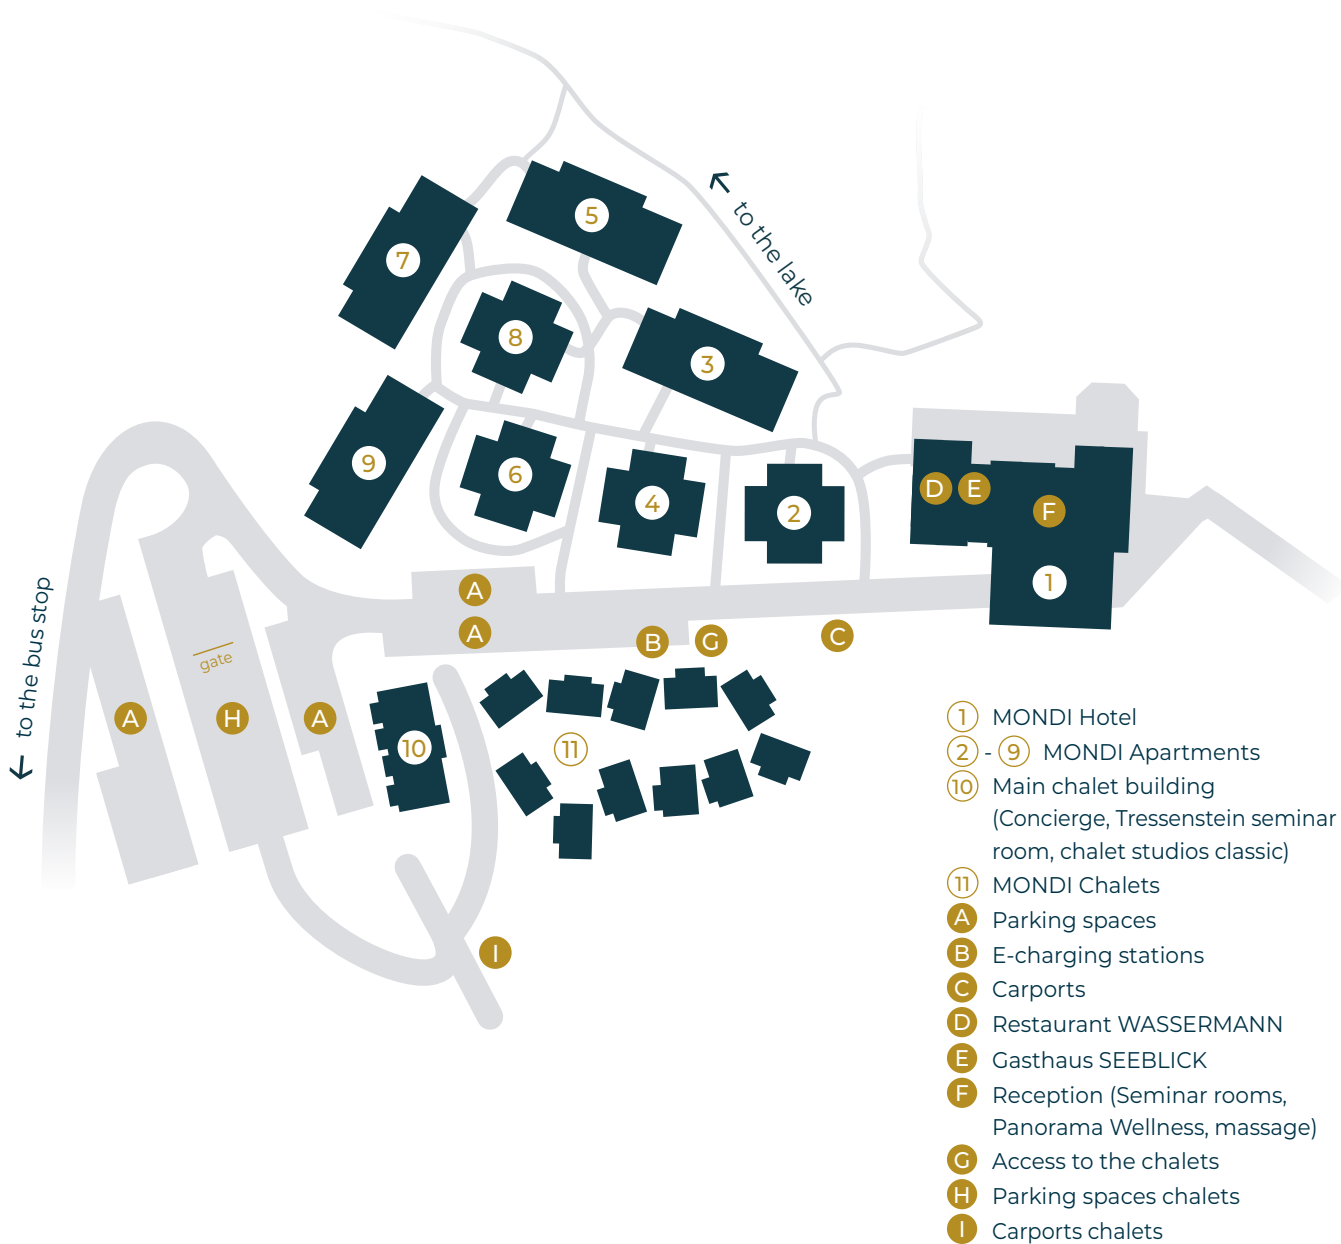 to the lake
5
7
8
3
9
6
4
2
D
E
F
1
A
A
B
G
C
to the bus stop
gate
A
H
A
10
11
I
1 MONDI Hotel
2 - 9 MONDI Apartments
10 Main chalet building
(Concierge, Tressenstein seminar
room, chalet studios classic)
11 MONDI Chalets
A Parking spaces
B E-charging stations
C Carports
D Restaurant WASSERMANN
E Gasthaus SEEBLICK
F Reception (Seminar rooms,
Panorama Wellness, massage)
G Access to the chalets
H Parking spaces chalets
I Carports chalets